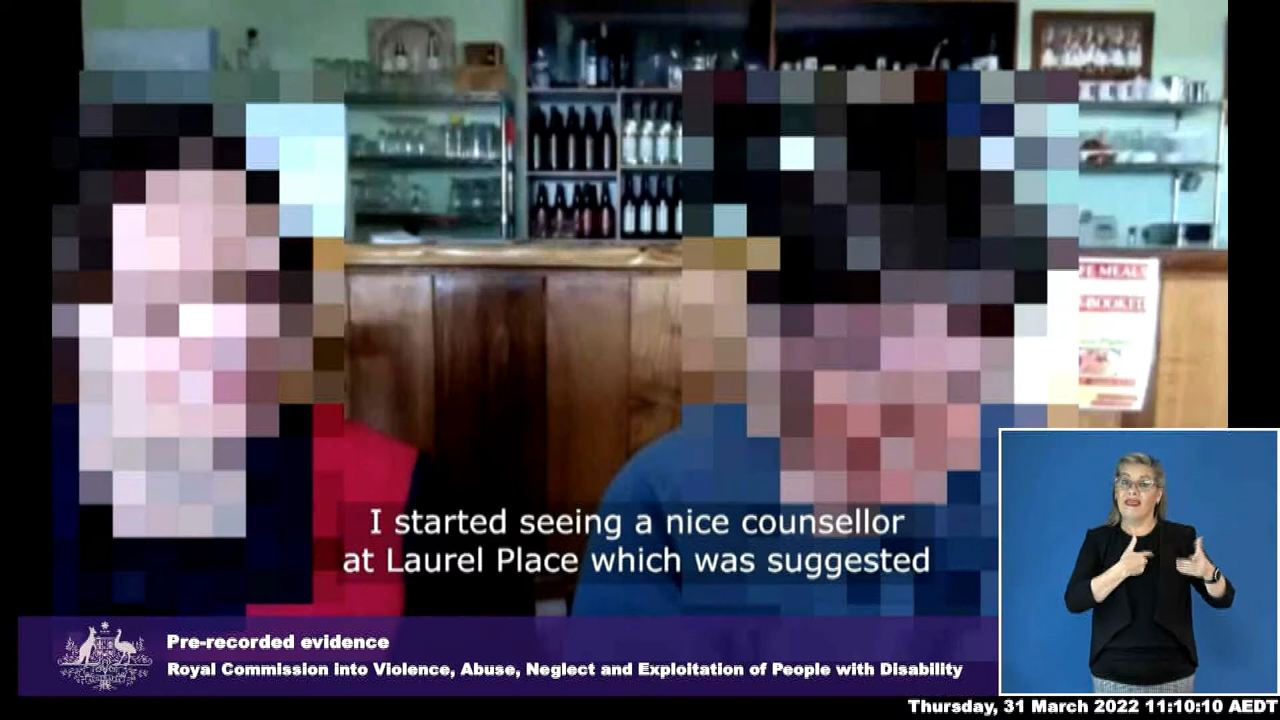 I started seeing a nice counsellor
at Laurel Place which was suggested
Pre-recorded evidence
Royal Commission into Violence, Abuse, Neglect and Exploitation of People with Disability
Thursday, 31 March 2022 11:10:10 AEDT